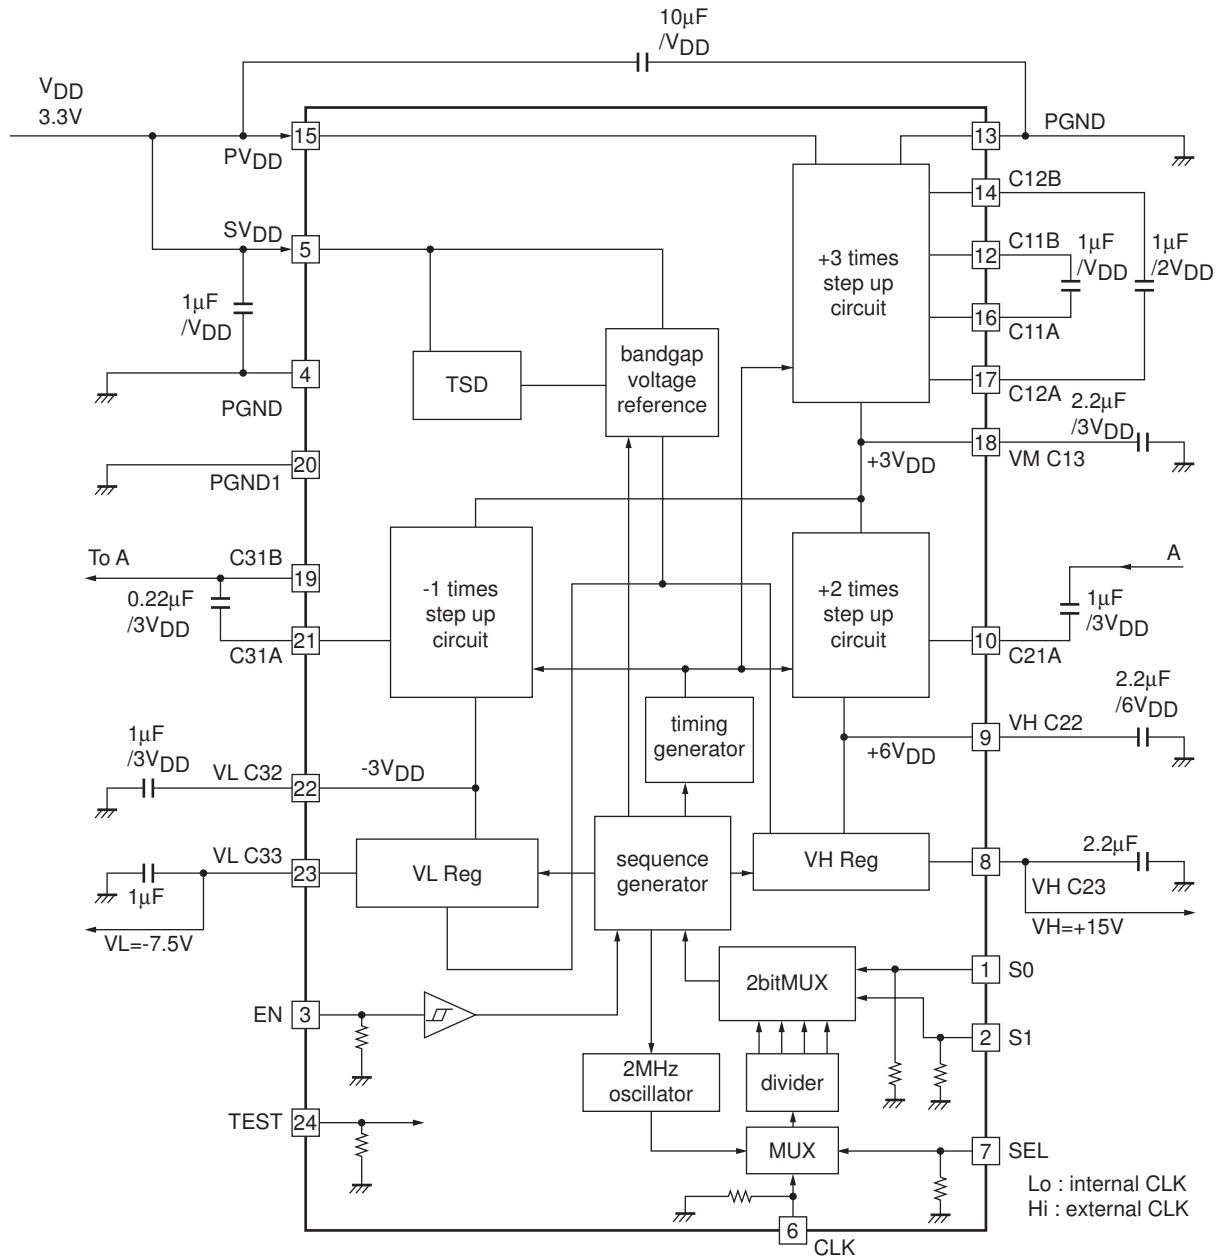 10μF
/VDD
VDD
3.3V
15
PVDD
13
PGND
14
C12B
SVDD
5
1μF
/VDD
+3 times
step up
circuit
12
C11B
1μF
/VDD
1μF
/2VDD
16
C11A
4
PGND
TSD
bandgap
voltage
reference
17
C12A
2.2μF
/3VDD
18
VM C13
+3VDD
20
PGND1
To A
C31B
19
0.22μF
/3VDD
21
C31A
-1 times
step up
circuit
+2 times
step up
circuit
A
1μF
/3VDD
10
C21A
2.2μF
/6VDD
timing
generator
9
VH C22
+6VDD
1μF
/3VDD
VL C32
22
-3VDD
VL C33
23
1μF
VL=-7.5V
VL Reg
sequence
generator
VH Reg
8
2.2μF
VH C23
VH=+15V
2bitMUX
1
S0
2
S1
EN
3
2MHz
oscillator
divider
TEST
24
MUX
7
SEL
Lo : internal CLK
Hi : external CLK
6
CLK